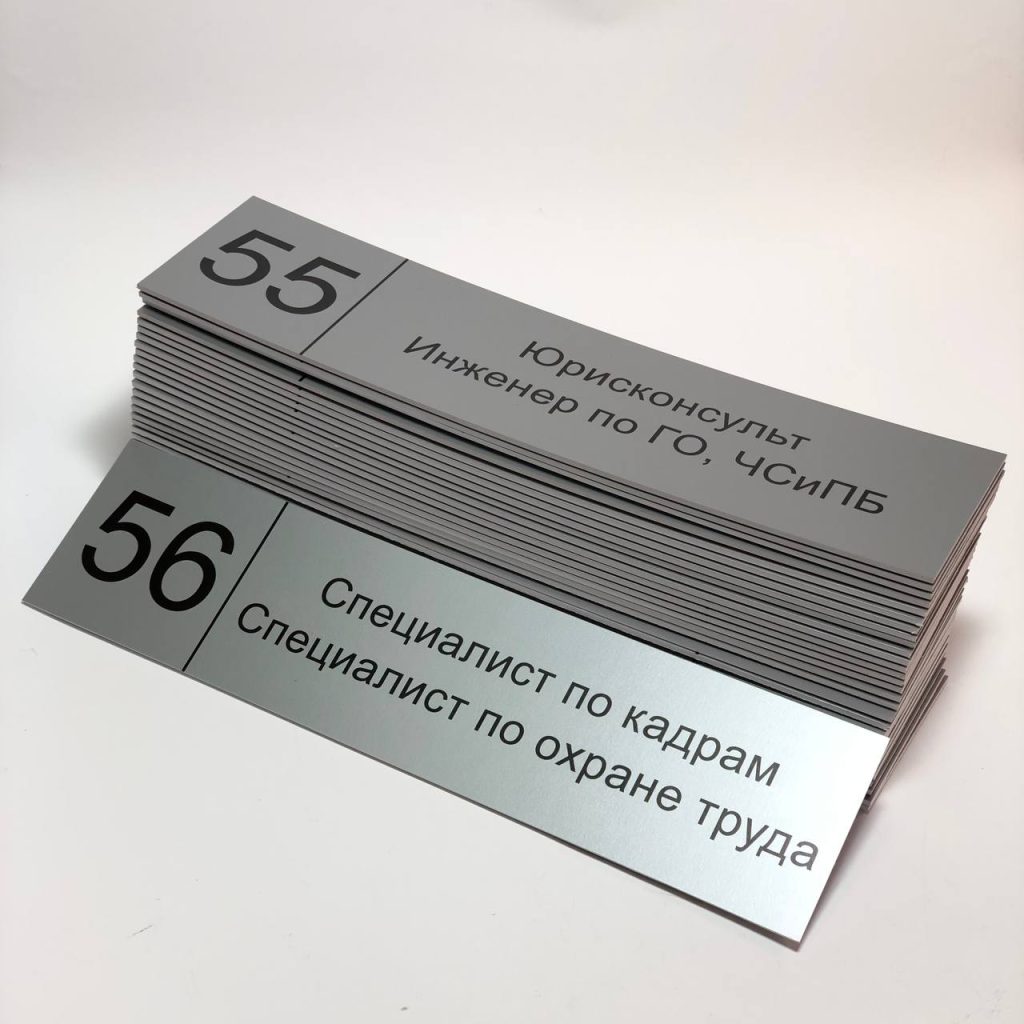 55
Юрисконсульт
Инженер по ГО, ЧСиПБ
56
Специалист по кадрам
Специалист по охране труда